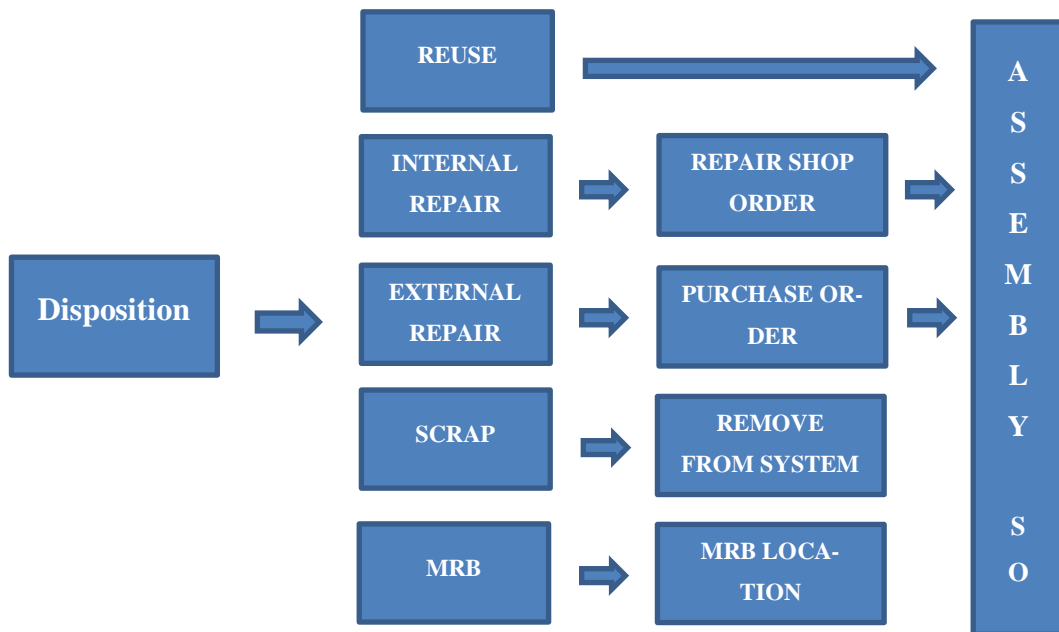 REUSE
INTERNAL
REPAIR
REPAIR SHOP
ORDER
Disposition
EXTERNAL
REPAIR
PURCHASE OR-
DER
SCRAP
REMOVE
FROM SYSTEM
MRB
MRB LOCA-
TION
A
S
S
E
M
B
L
Y
S
O